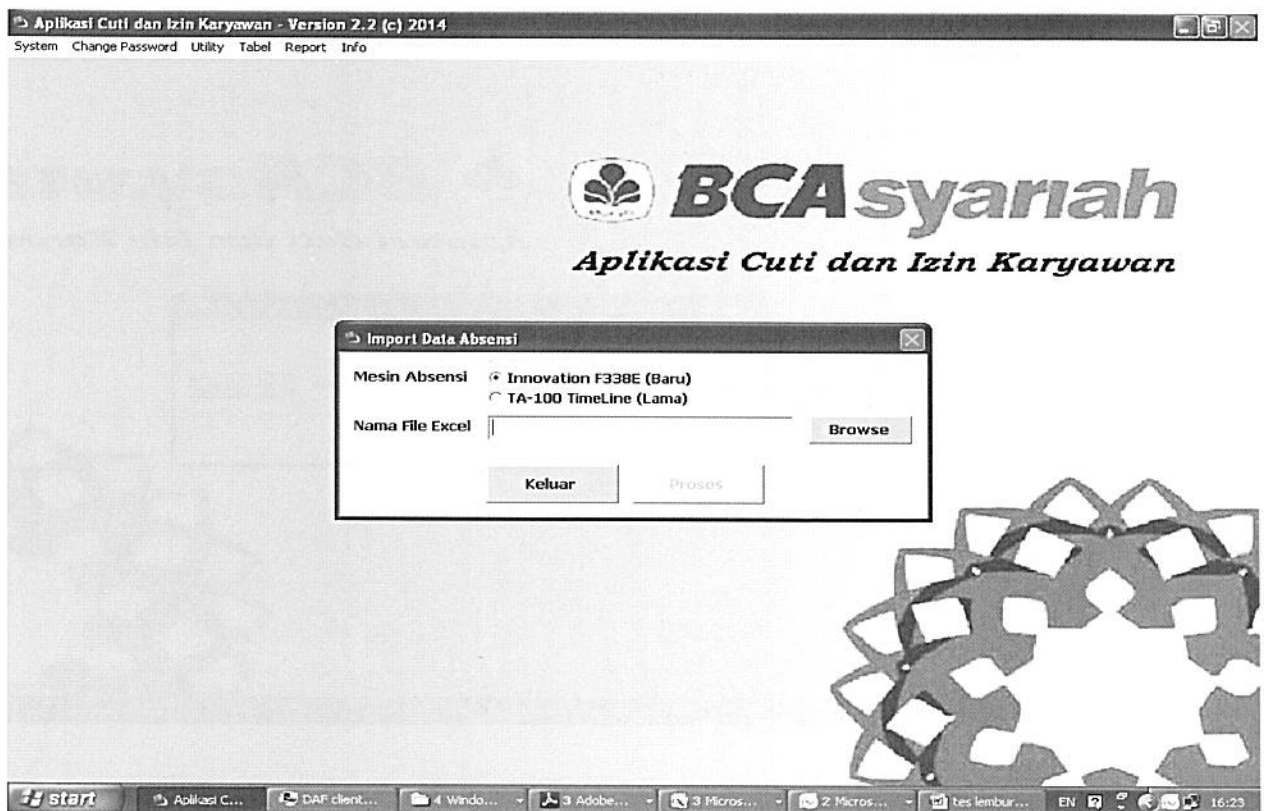 Aplikasi Cuti dan Izin Karyawan - Version 2.2 (c) 2014
System Change Password Utility Tabel Report Info
BCAsyariah
Aplikasi Cuti dan Izin Karyawan
Import Data Absensi
Mesin Absensi Innovation F338E (Baru)
TA-100 TimeLine (Lama)
Nama File Excel Browse
Keluar Proses
start Aplikasi C... DAF client... 4 Windo... 3 Adobe... 3 Micros... 2 Micros... tes lembur... EN 16:23